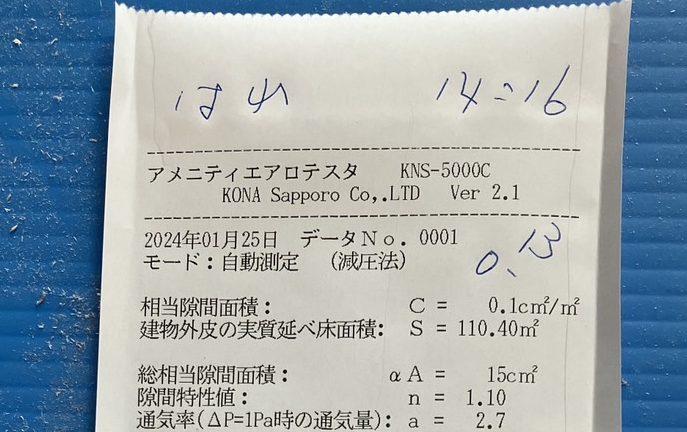 はれ 14:16
アメニティエアロテスタ KNS-5000C
KONA Sapporo Co,.LTD Ver 2.1
2024年01月25日 データNo. 0001
モード:自動測定 (減圧法) 0.13
相当隙間面積: C = 0.1c㎡/㎡
建物外皮の実質延べ床面積: S = 110.40㎡
総相当隙間面積: αA = 15c㎡
隙間特性値: n = 1.10
通気率(ΔP=1Pa時の通気量): a = 2.7